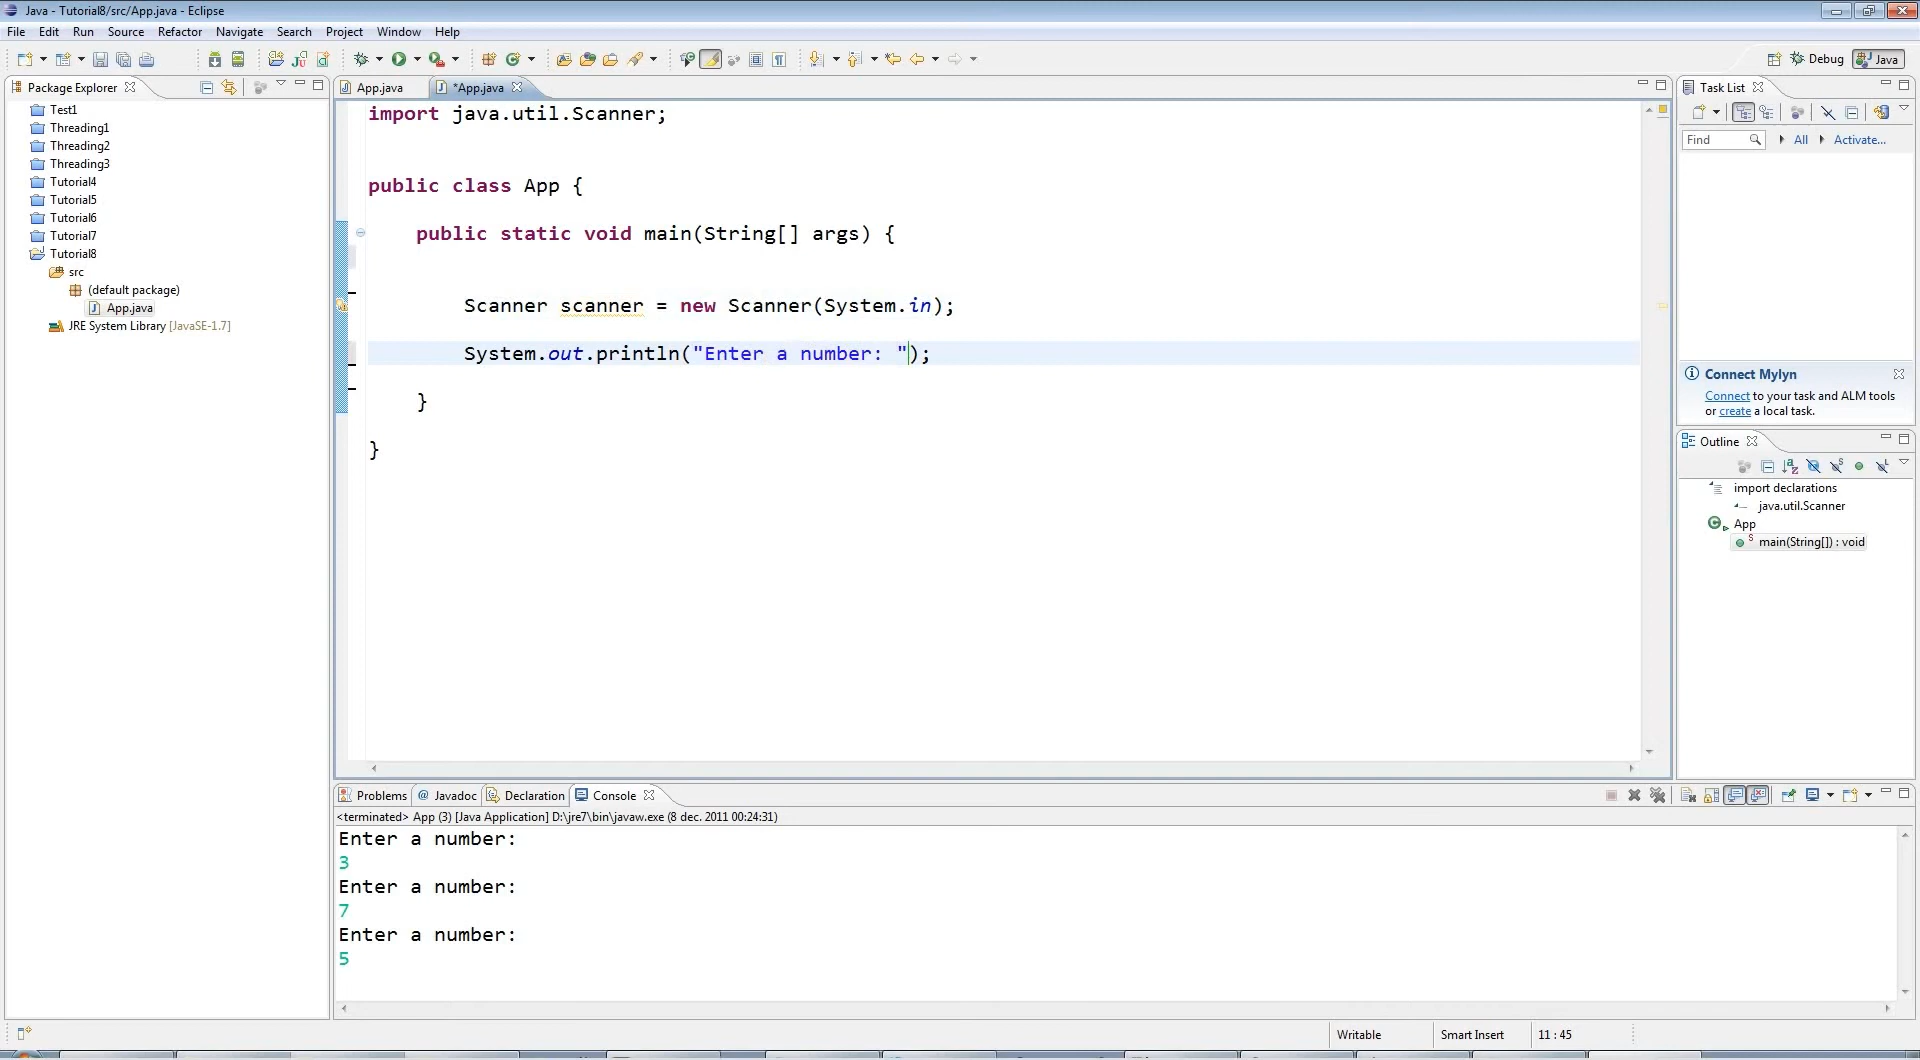 Java - Tutorial8/src/App.java - Eclipse
File Edit Run Source Refactor Navigate Search Project Window Help
Debug Java
Package Explorer
Test1
Threading1
Threading2
Threading3
Tutorial4
Tutorial5
Tutorial6
Tutorial7
Tutorial8
src
(default package)
App.java
JRE System Library [JavaSE-1.7]
App.java *App.java
import java.util.Scanner;
public class App {
public static void main(String[] args) {
Scanner scanner = new Scanner(System.in);
System.out.println("Enter a number: ");
}
}
Task List
Find All Activate...
Connect Mylyn
Connect to your task and ALM tools
or create a local task.
Outline
import declarations
java.util.Scanner
App
main(String[]) : void
Problems Javadoc Declaration Console
<terminated> App (3) [Java Application] D:\jre7\bin\javaw.exe (8 dec. 2011 00:24:31)
Enter a number:
3
Enter a number:
7
Enter a number:
5
Writable Smart Insert 11 : 45